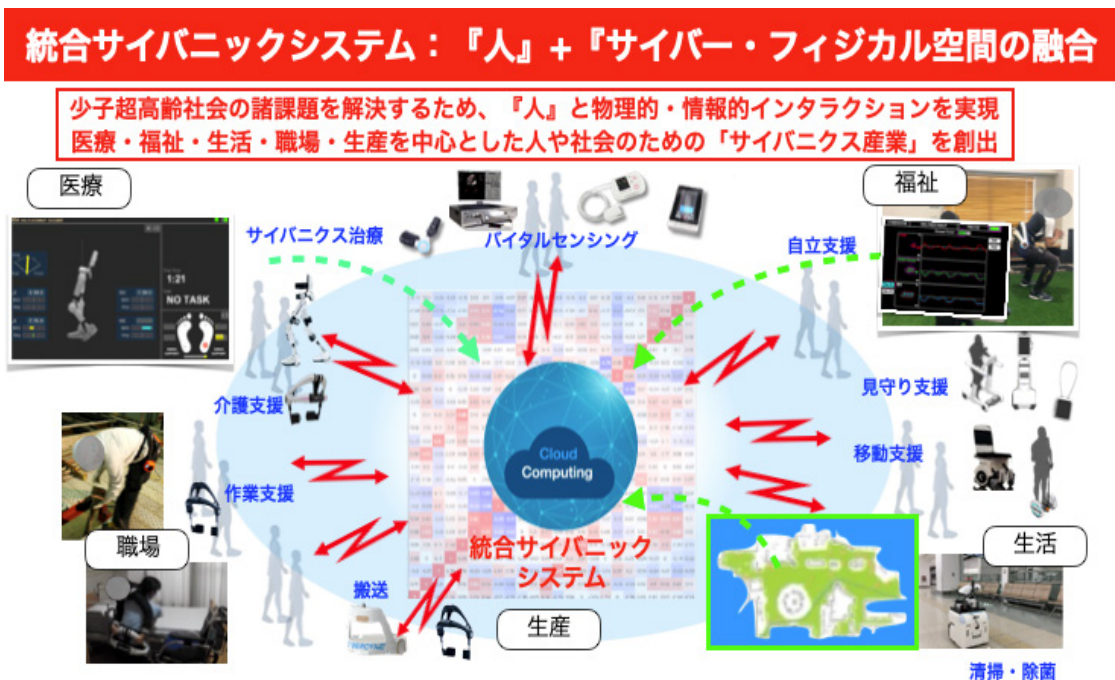 統合サイバニックシステム：『人』+『サイバー・フィジカル空間の融合
少子超高齢社会の諸課題を解決するため、『人』と物理的・情報的インタラクションを実現
医療・福祉・生活・職場・生産を中心とした人や社会のための「サイバニクス産業」を創出
医療
福祉
サイバニクス治療
バイタルセンシング
自立支援
1:21
NO TASK
見守り支援
介護支援
移動支援
Cloud
Computing
作業支援
職場
生活
統合サイバニック
システム
搬送
生産
清掃・除菌